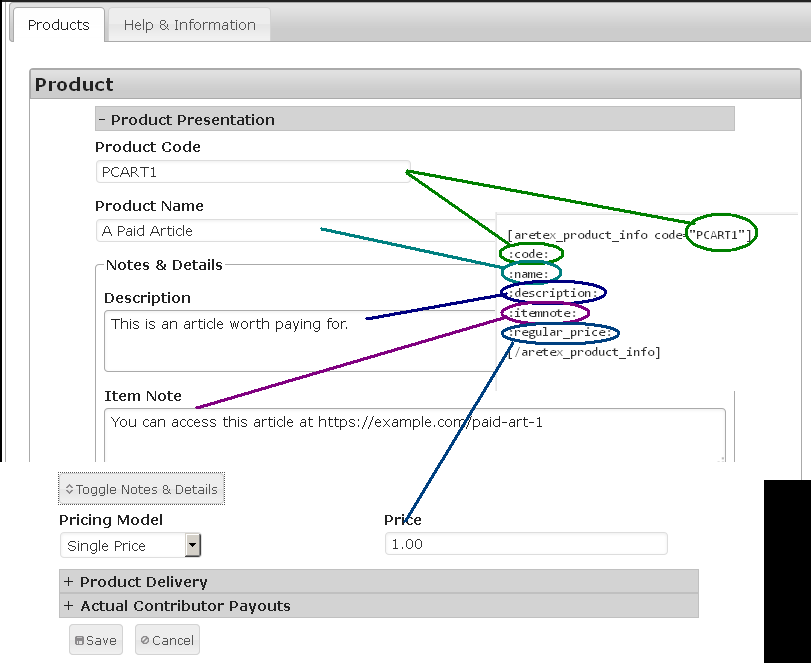 Products Help & Information
Product
- Product Presentation
Product Code
PCART1
Product Name
A Paid Article
[aretex_product_info code="PCART1"]
:code:
:name:
:description:
:itemnote:
:regular_price:
[/aretex_product_info]
Notes & Details
Description
This is an article worth paying for.
Item Note
You can access this article at https://example.com/paid-art-1
Toggle Notes & Details
Pricing Model Price
Single Price 1.00
+ Product Delivery
+ Actual Contributor Payouts
Save Cancel